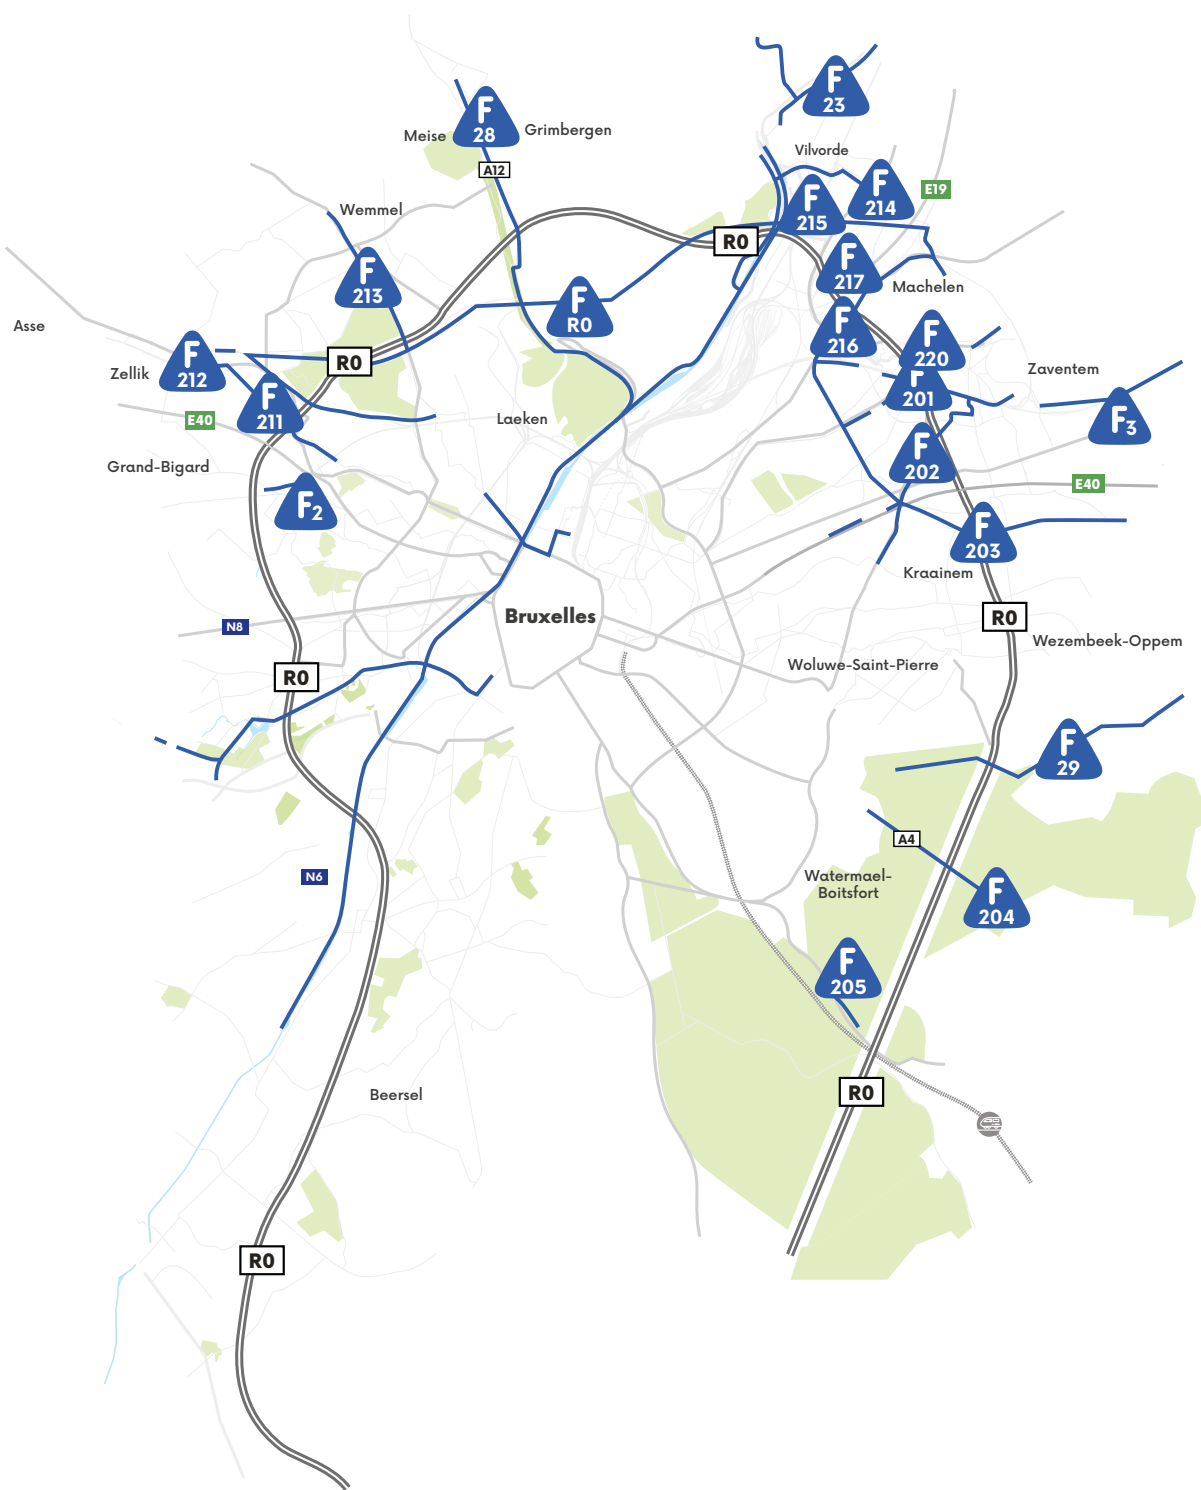 F
23
F
28
Meise
Grimbergen
A12
Vilvorde
F
214
E19
F
215
Wemmel
R0
F
217
F
213
Machelen
F
R0
Asse
F
216
F
220
R0
F
212
Zellik
Zaventem
F
201
F
211
E40
Laeken
F3
F
202
Grand-Bigard
E40
F2
F
203
Kraainem
Bruxelles
R0
N8
Wezembeek-Oppem
Woluwe-Saint-Pierre
R0
F
29
A4
N6
Watermael-
Boitsfort
F
204
F
205
R0
Beersel
R0